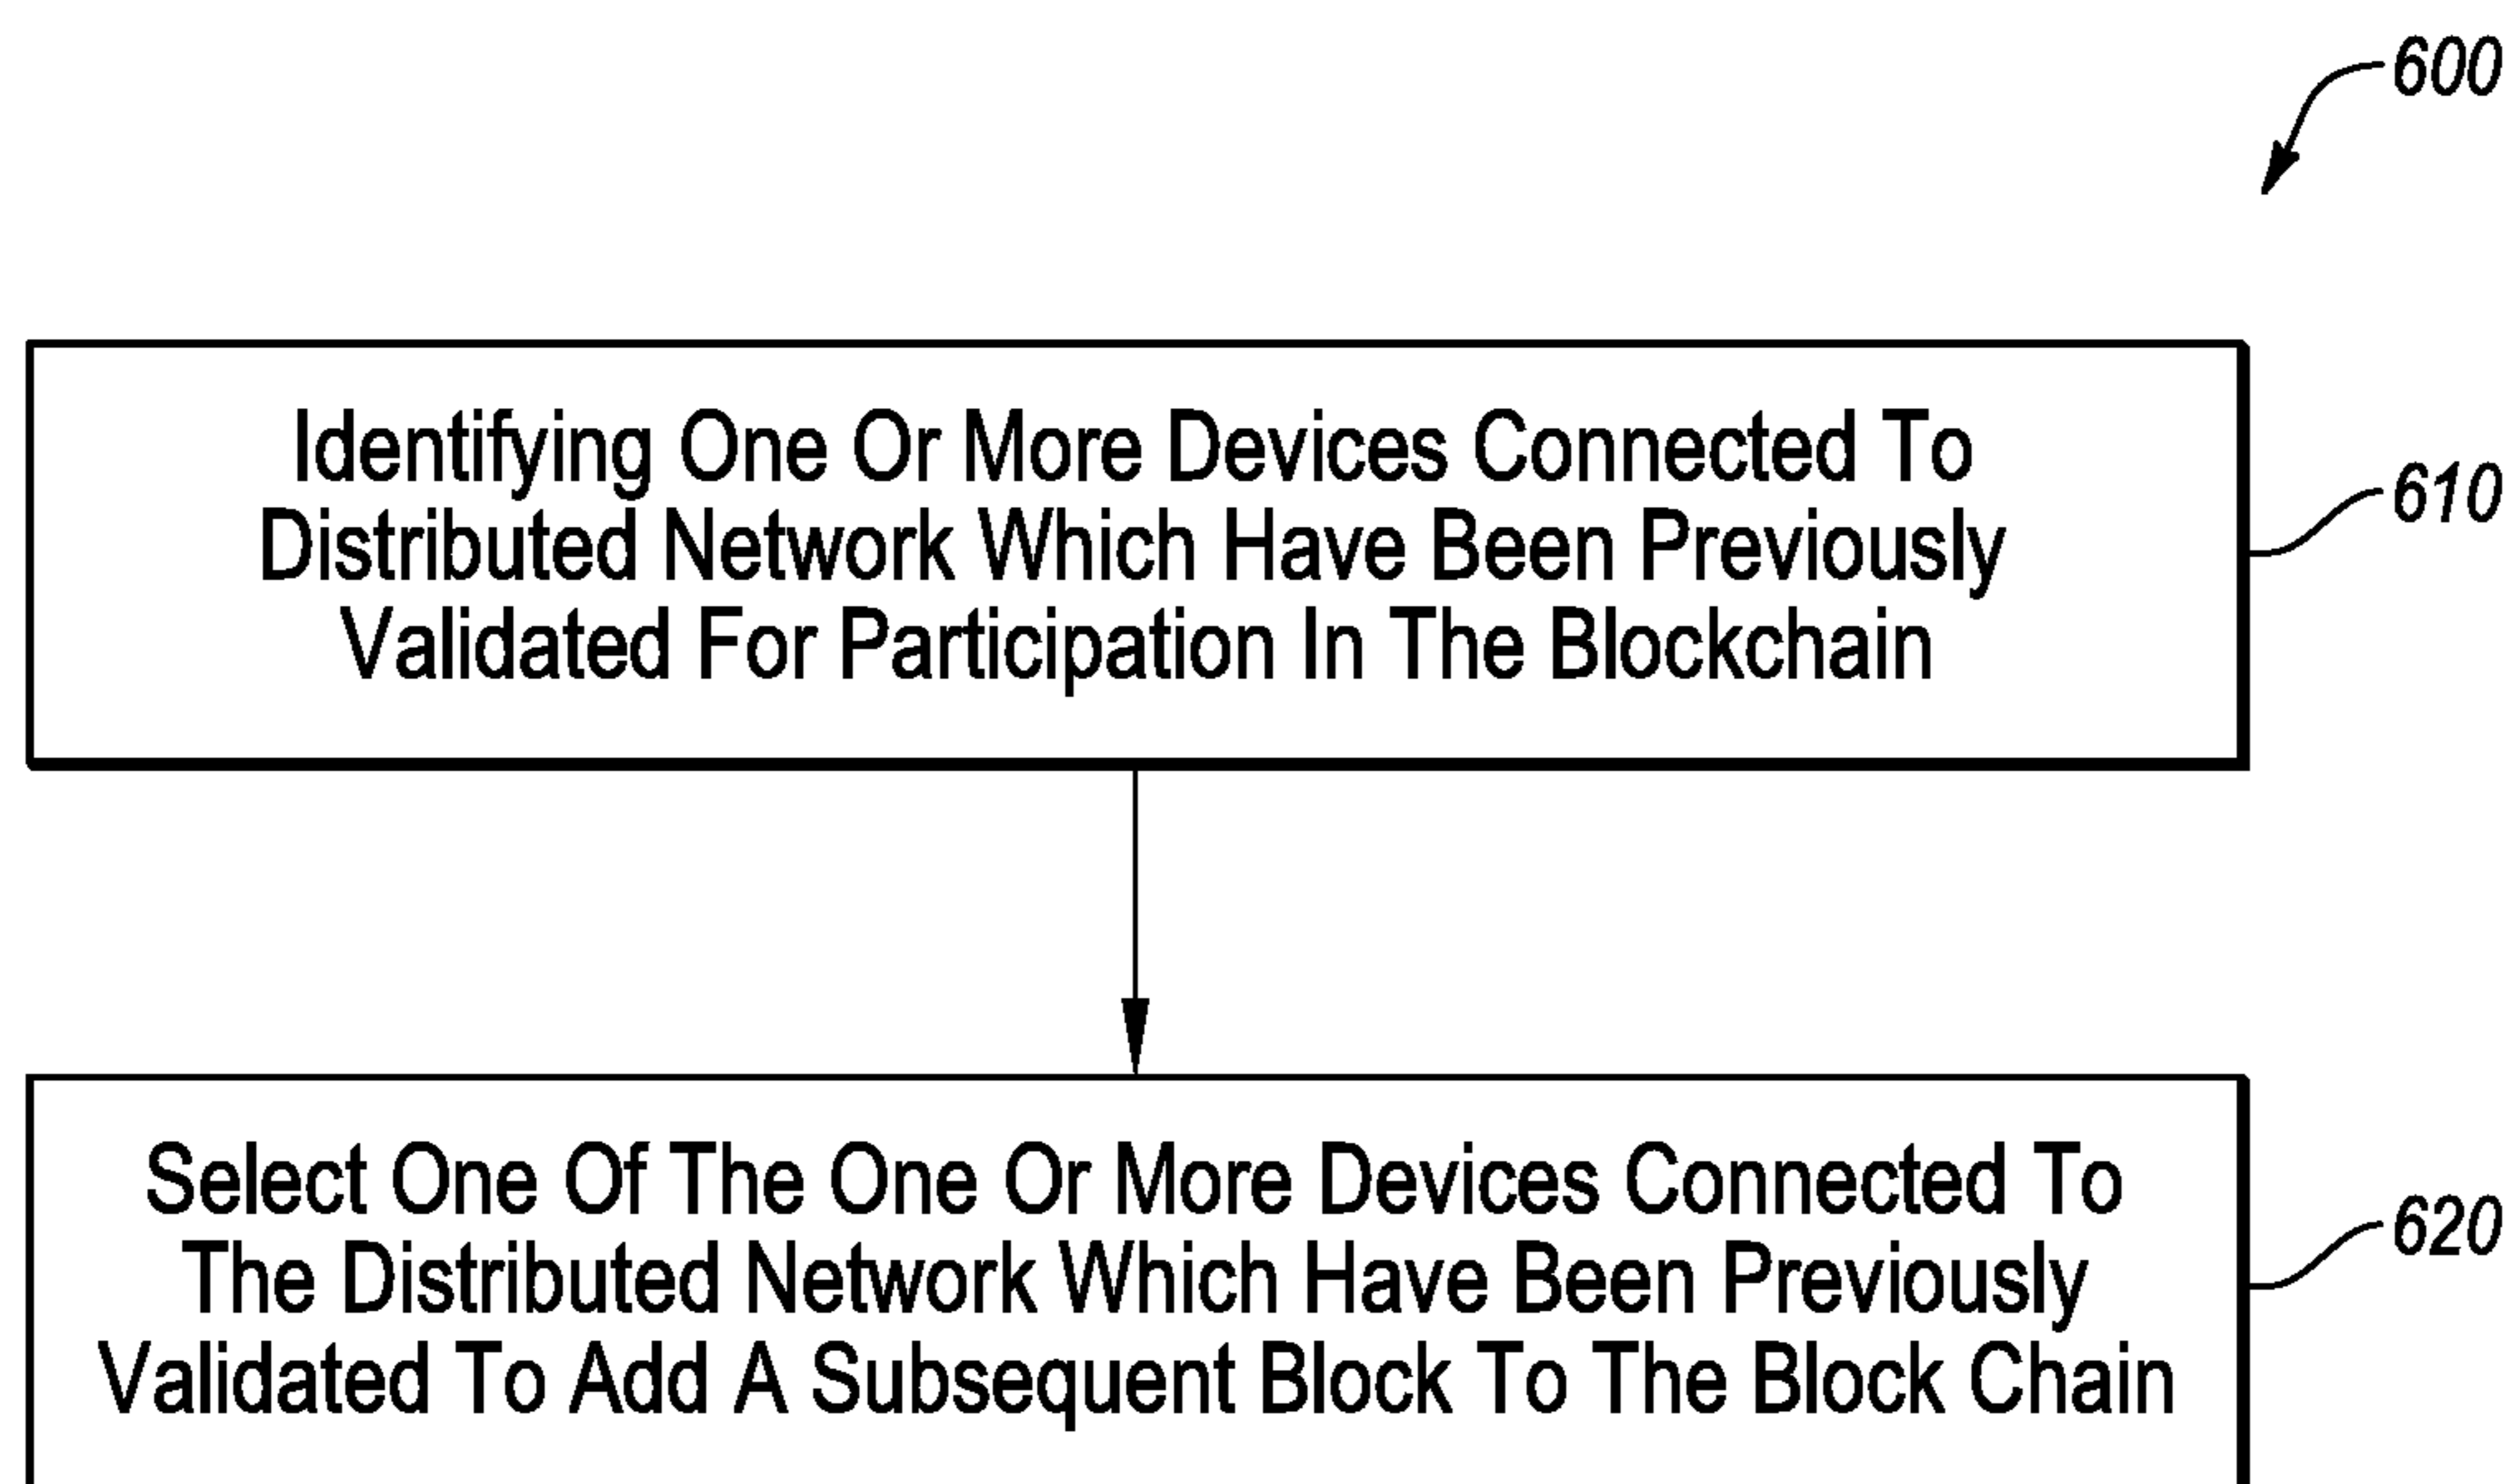 600
Identifying One Or More Devices Connected To
Distributed Network Which Have Been Previously
Validated For Participation In The Blockchain
610
Select One Of The One Or More Devices Connected To
The Distributed Network Which Have Been Previously
Validated To Add A Subsequent Block To The Block Chain
620